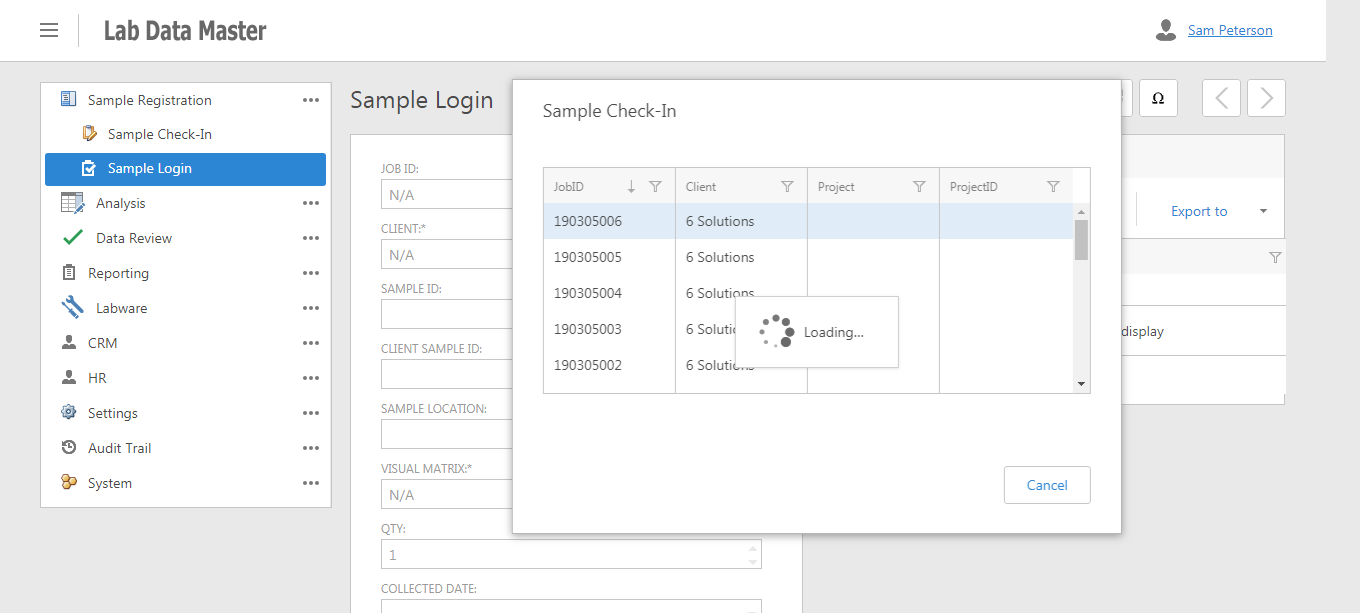 Lab Data Master
Sam Peterson
Sample Registration
Sample Check-In
Sample Login
Analysis
Data Review
Reporting
Labware
CRM
HR
Settings
Audit Trail
System
Sample Login
JOB ID:
N/A
CLIENT:*
N/A
SAMPLE ID:
CLIENT SAMPLE ID:
SAMPLE LOCATION:
VISUAL MATRIX:*
N/A
QTY:
1
COLLECTED DATE:
Sample Check-In
JobID Client Project ProjectID
190305006 6 Solutions
190305005 6 Solutions
190305004 6 Solutions
190305003 6 Solutio
190305002 6 Solutions
Loading...
Cancel
Ω
Export to
display